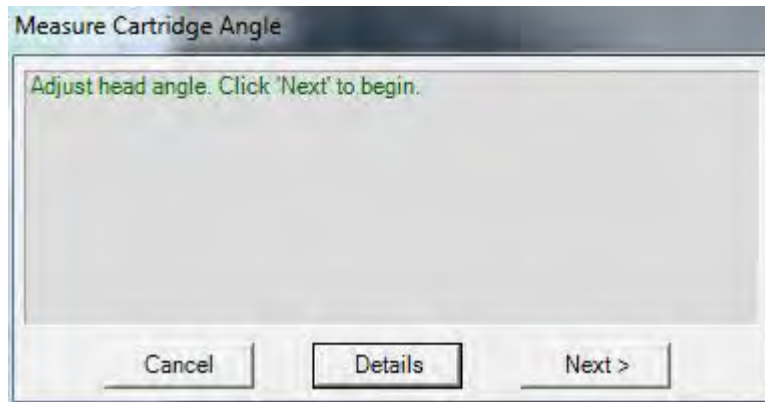 Measure Cartridge Angle
Adjust head angle. Click 'Next' to begin.
Cancel Details Next >